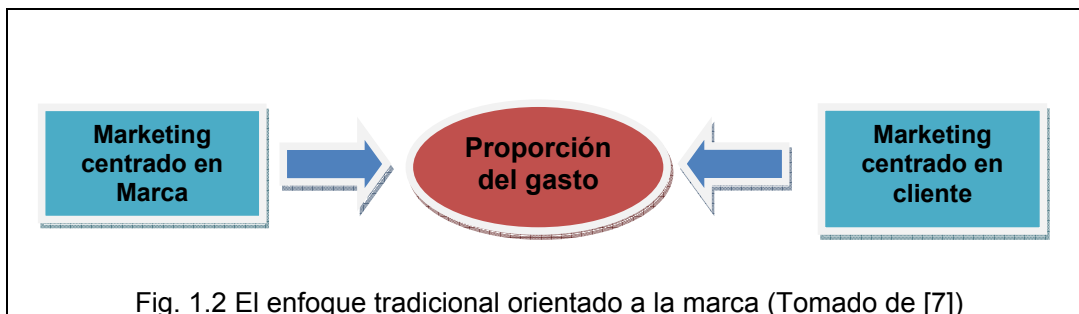 Marketing
centrado en
Marca
Proporción
del gasto
Marketing
centrado en
cliente
Fig. 1.2 El enfoque tradicional orientado a la marca (Tomado de [7])